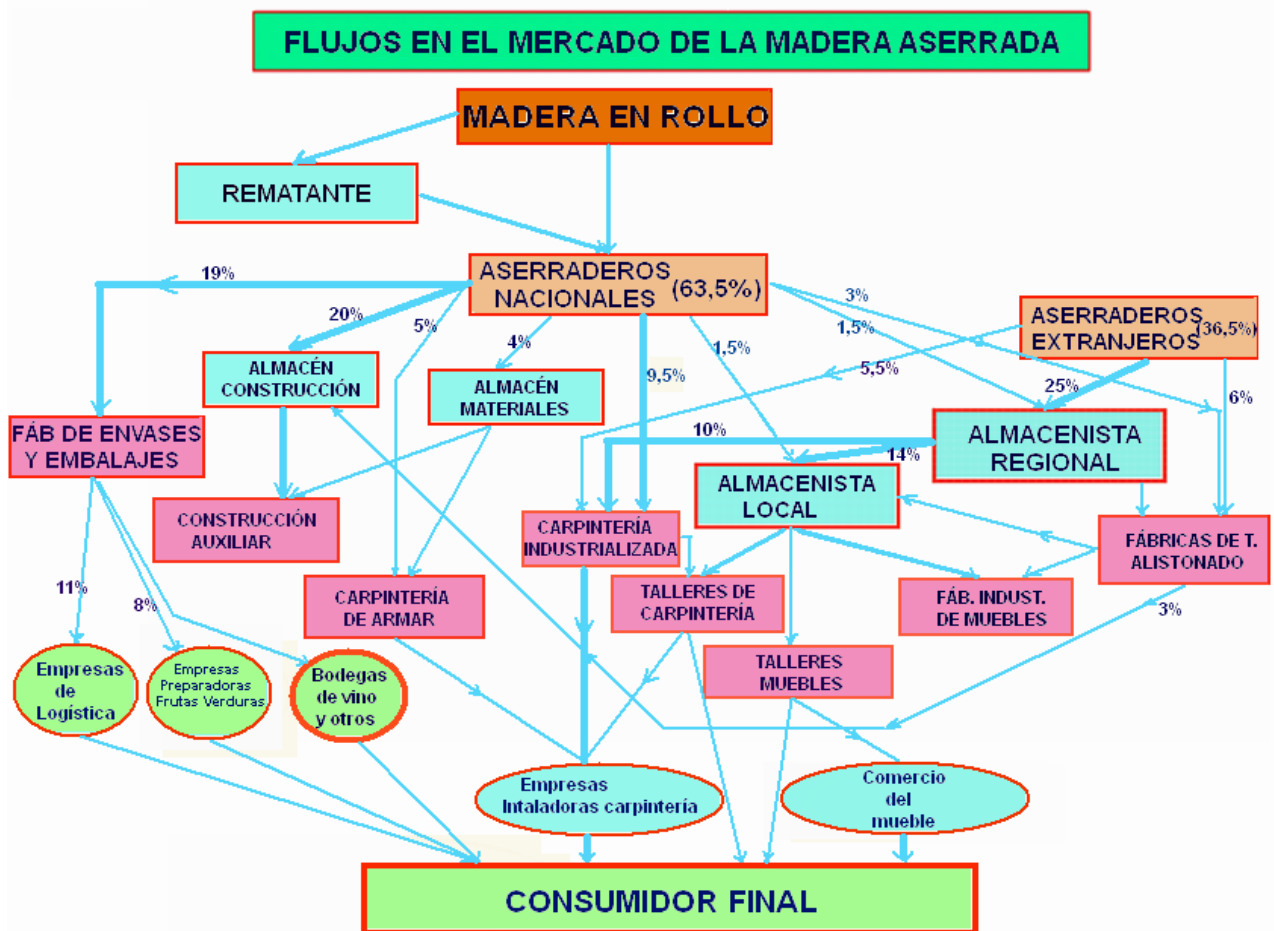 FLUJOS EN EL MERCADO DE LA MADERA ASERRADA
MADERA EN ROLLO
REMATANTE
ASERRADEROS
NACIONALES (63,5%)
ASERRADEROS
EXTRANJEROS (36,5%)
19%
20%
5%
4%
9,5%
1,5%
3%
1,5%
5,5%
25%
6%
ALMACÉN
CONSTRUCCIÓN
ALMACÉN
MATERIALES
FÁB DE ENVASES
Y EMBALAJES
10%
14%
ALMACENISTA
REGIONAL
ALMACENISTA
LOCAL
CONSTRUCCIÓN
AUXILIAR
CARPINTERÍA
INDUSTRIALIZADA
FÁBRICAS DE T.
ALISTONADO
CARPINTERÍA
DE ARMAR
TALLERES DE
CARPINTERÍA
FÁB. INDUST.
DE MUEBLES
11%
8%
3%
TALLERES
MUEBLES
Empresas
de
Logística
Empresas
Preparadoras
Frutas Verduras
Bodegas
de vino
y otros
Empresas
Intaladoras carpintería
Comercio
del
mueble
CONSUMIDOR FINAL